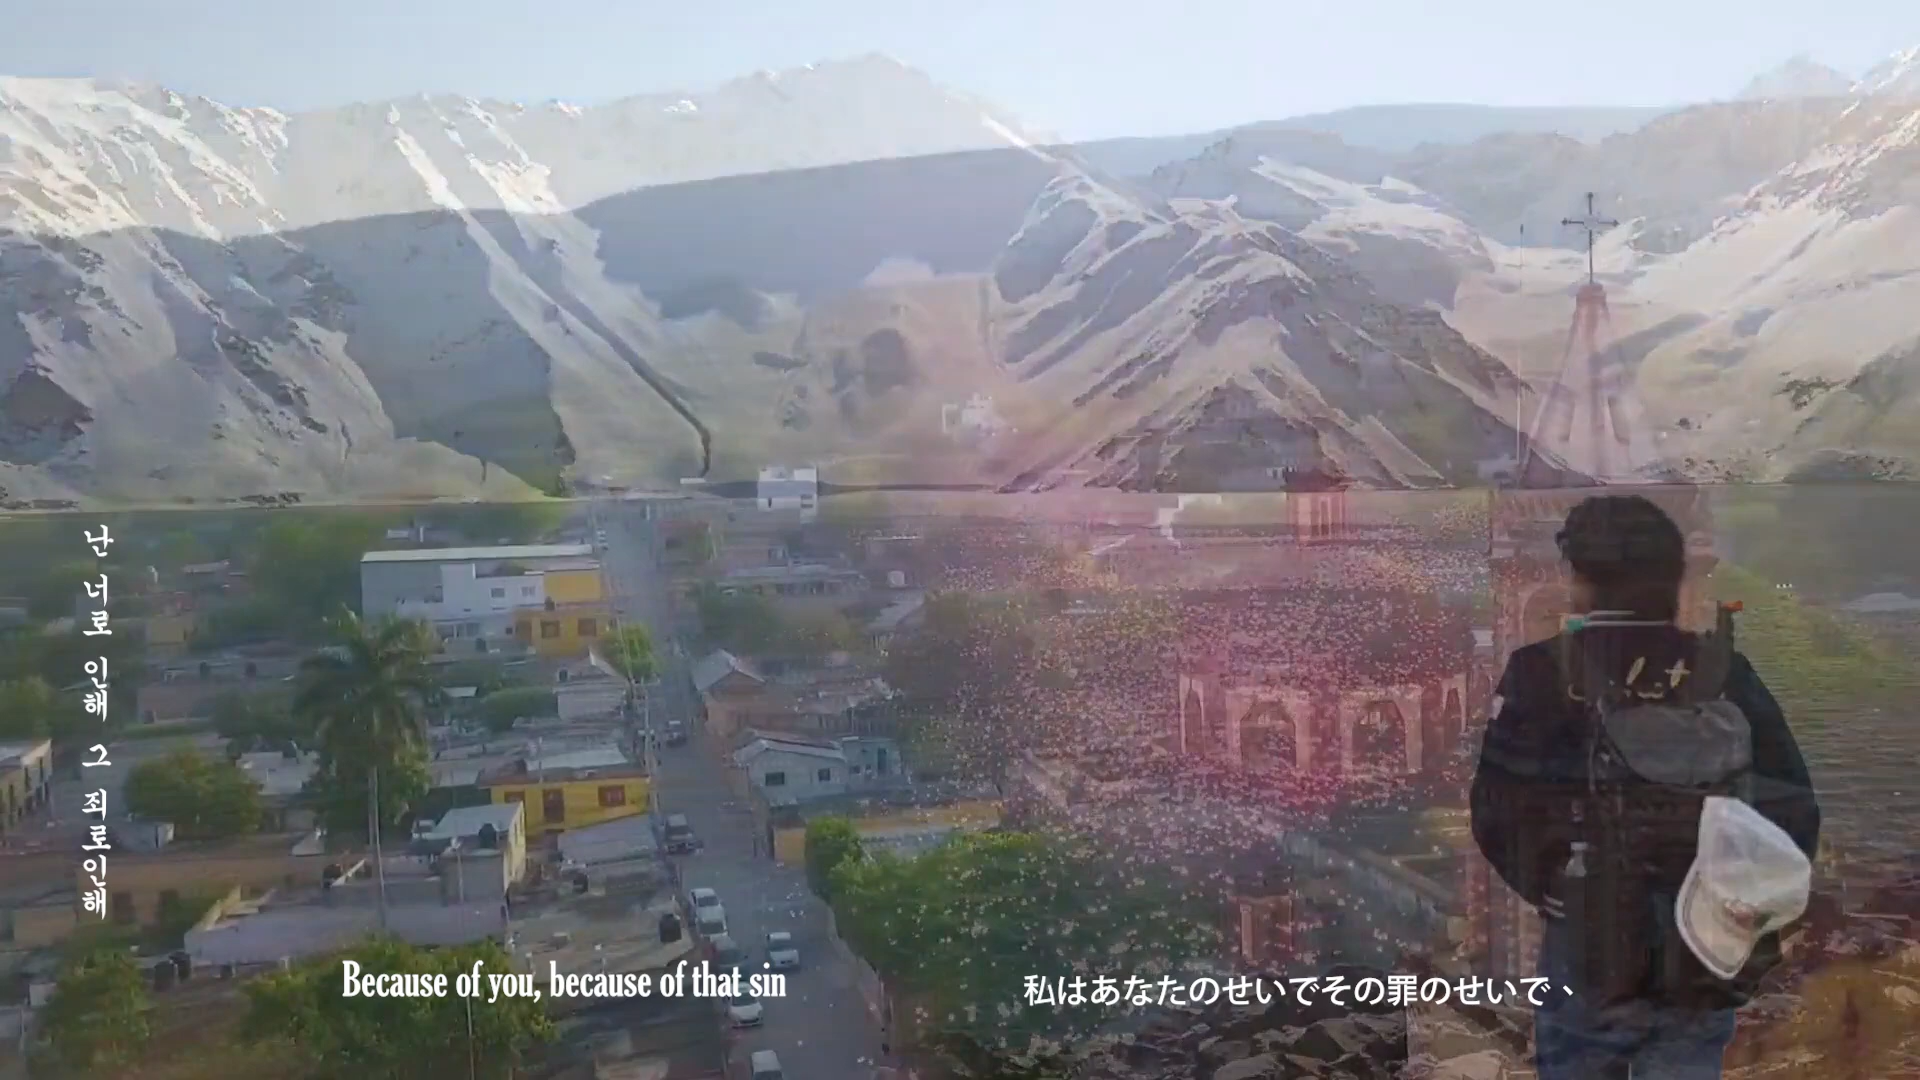 난 너로 인해 그 죄로인해
Because of you, because of that sin
私はあなたのせいでその罪のせいで、